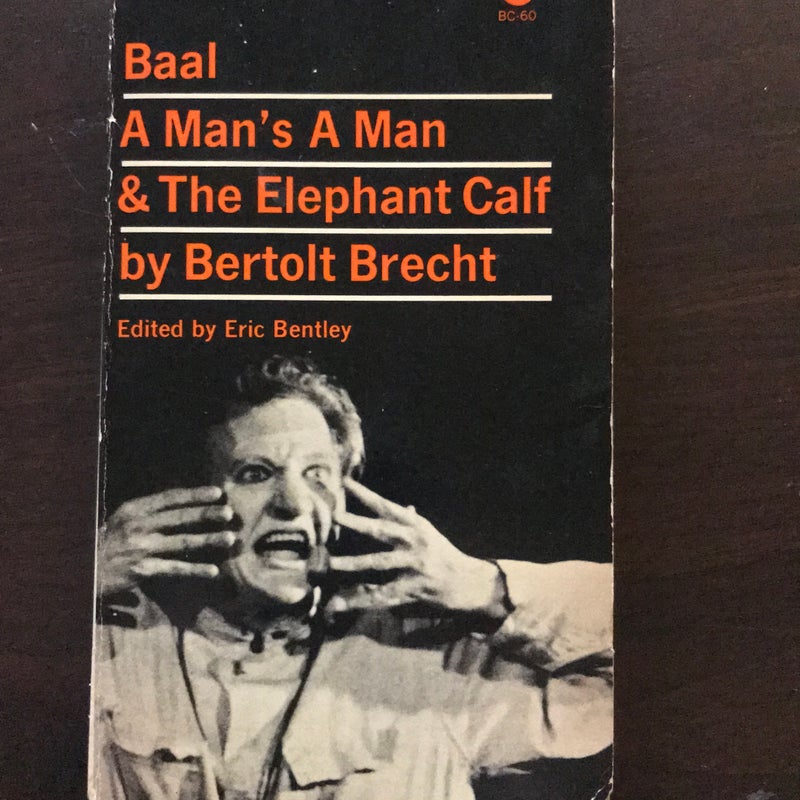 BC-60
Baal
A Man's A Man
& The Elephant Calf
by Bertolt Brecht
Edited by Eric Bentley